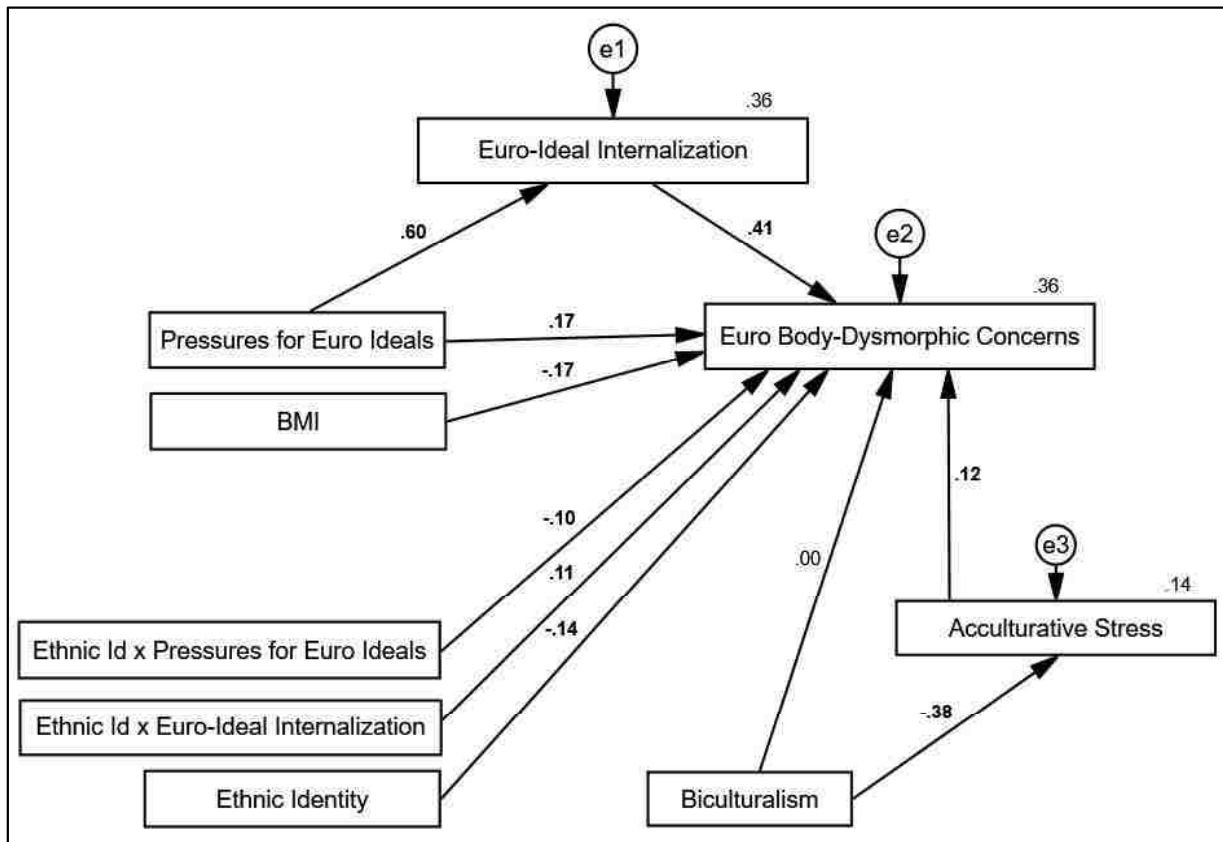 e1
.36
Euro-Ideal Internalization
.60
.41
e2
.36
Pressures for Euro Ideals
.17
Euro Body-Dysmorphic Concerns
-.17
BMI
-.10
.12
.11
.00
e3
-.14
.14
Ethnic Id x Pressures for Euro Ideals
Acculturative Stress
Ethnic Id x Euro-Ideal Internalization
-.38
Ethnic Identity
Biculturalism